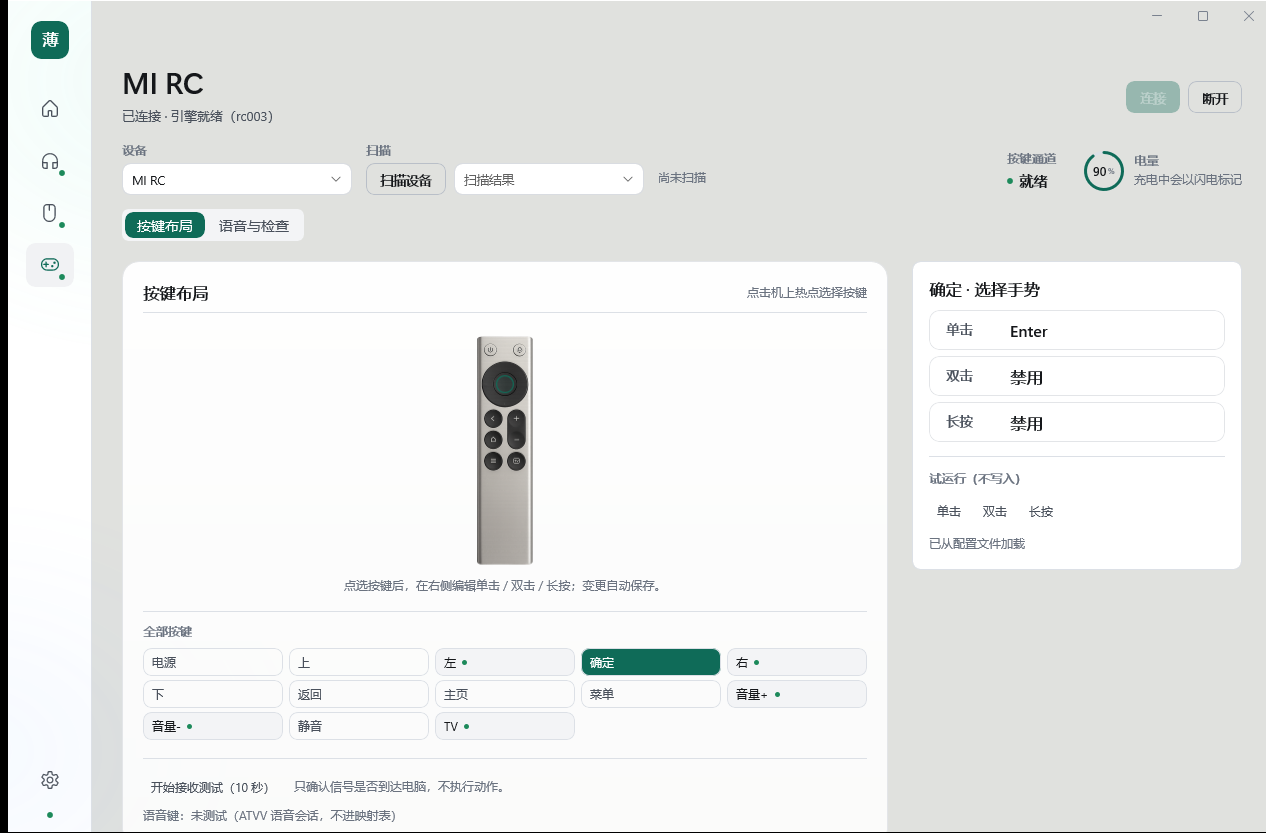 薄
MI RC
已连接 · 引擎就绪（rc003）
连接
断开
设备
扫描
MI RC
扫描设备
扫描结果
尚未扫描
按键通道
就绪
90%
电量
充电中会以闪电标记
按键布局
语音与检查
按键布局
点击机上热点选择按键
点选按键后，在右侧编辑单击 / 双击 / 长按；变更自动保存。
全部按键
电源
上
左
确定
右
下
返回
主页
菜单
音量+
音量-
静音
TV
开始接收测试（10 秒）
只确认信号是否到达电脑，不执行动作。
语音键：未测试（ATVV 语音会话，不进映射表）
确定 · 选择手势
单击
Enter
双击
禁用
长按
禁用
试运行（不写入）
单击
双击
长按
已从配置文件加载